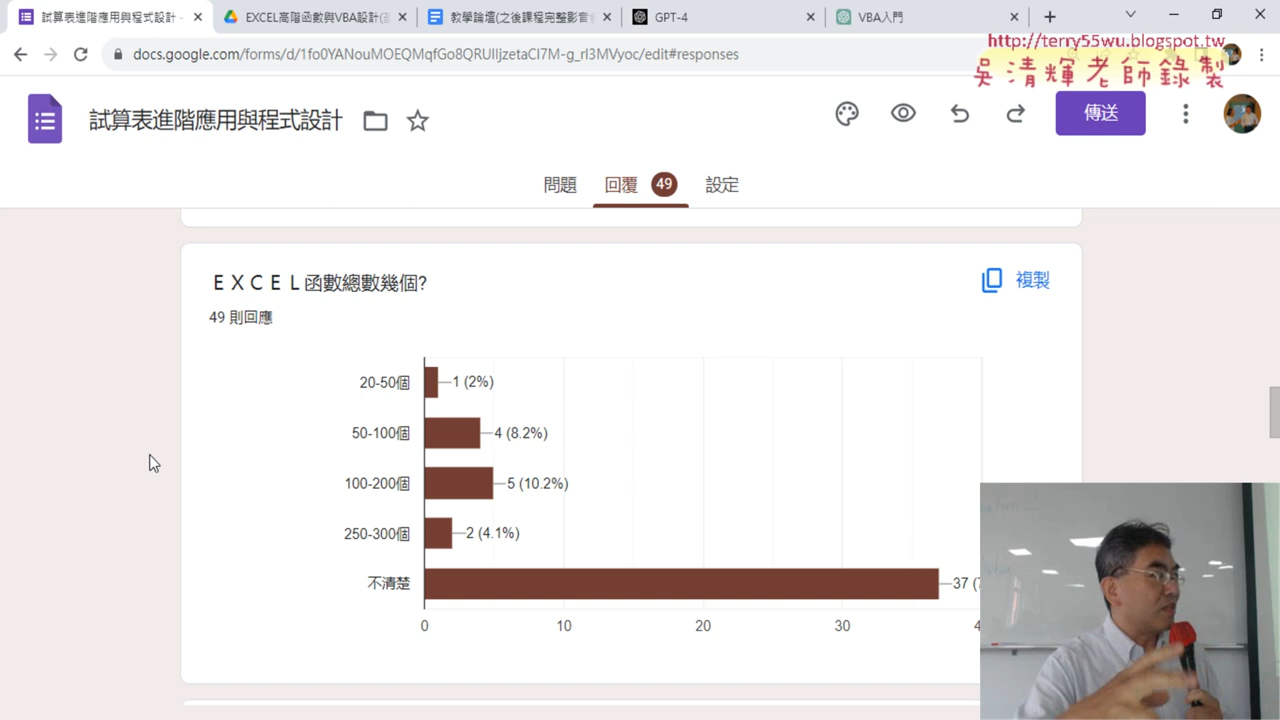 試算表進階應用與程式設計 -
EXCEL高階函數與VBA設計(
教學論壇(之後課程完整影音
GPT-4
VBA入門
docs.google.com/forms/d/1fo0YANouMOEQMqfGo8QRUIIJjzetaCI7M-g_rI3MVyoc/edit#responses
http://terry55wu.blogspot.tw
吳清輝老師錄製
試算表進階應用與程式設計
傳送
問題
回覆 49
設定
ＥＸＣＥＬ函數總數幾個?
複製
49 則回應
20-50個 1 (2%)
50-100個 4 (8.2%)
100-200個 5 (10.2%)
250-300個 2 (4.1%)
不清楚 37
0 10 20 30